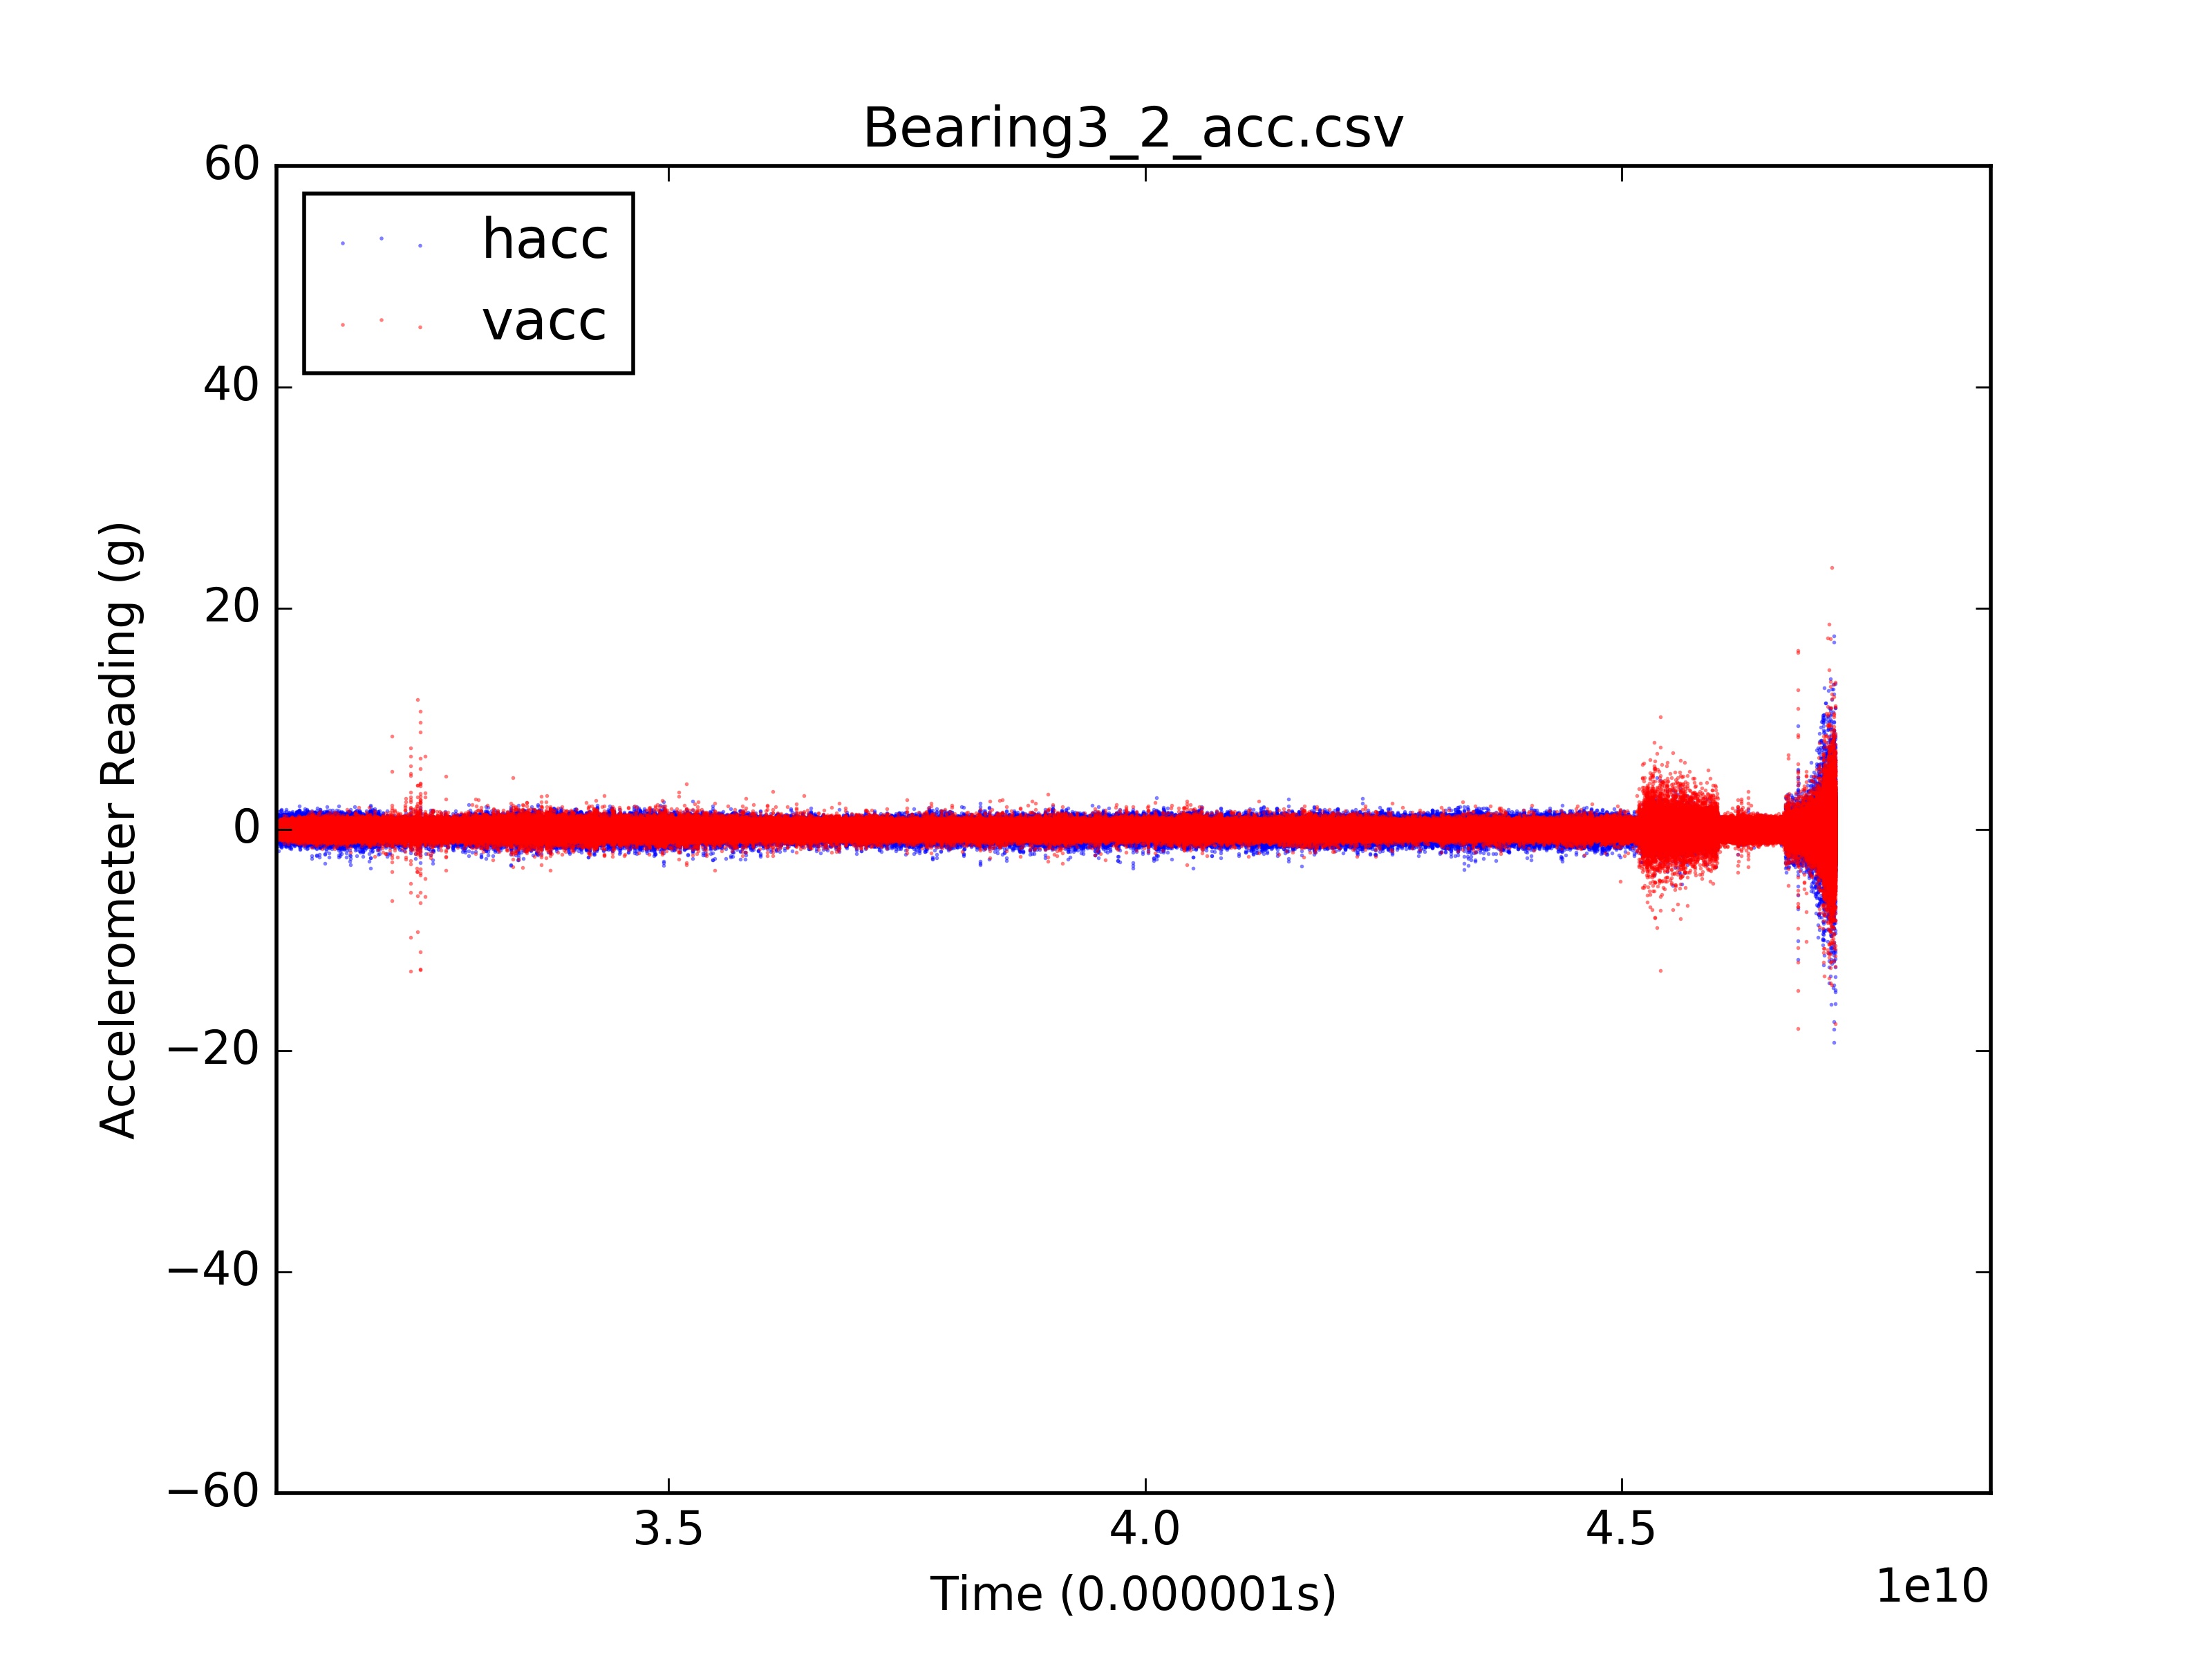 Bearing3_2_acc.csv
60
hacc
vacc
40
20
0
−20
−40
−60
Accelerometer Reading (g)
3.5 4.0 4.5
1e10
Time (0.000001s)